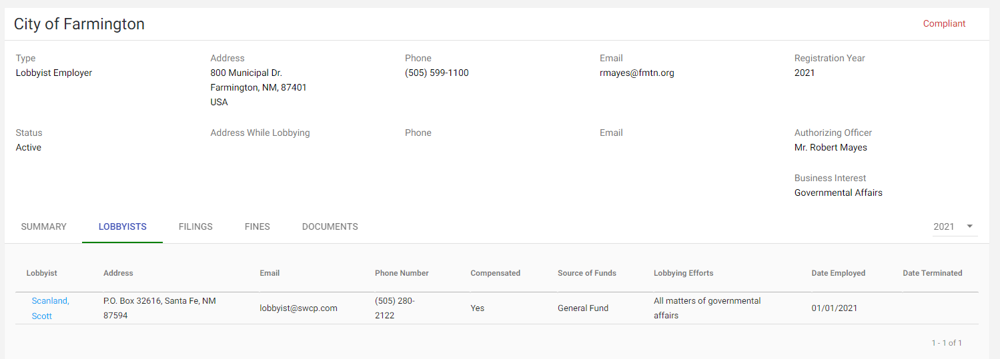 City of Farmington
Compliant
Type
Address
Phone
Email
Registration Year
Lobbyist Employer
800 Municipal Dr.
(505) 599-1100
rmayes@fmtn.org
2021
Farmington, NM, 87401
USA
Status
Address While Lobbying
Phone
Email
Authorizing Officer
Active
Mr. Robert Mayes
Business Interest
Governmental Affairs
SUMMARY
LOBBYISTS
FILINGS
FINES
DOCUMENTS
2021
Lobbyist
Address
Email
Phone Number
Compensated
Source of Funds
Lobbying Efforts
Date Employed
Date Terminated
Scanland,
Scott
P.O. Box 32616, Santa Fe, NM
87594
lobbyist@swcp.com
(505) 280-
2122
Yes
General Fund
All matters of governmental
affairs
01/01/2021
1 - 1 of 1